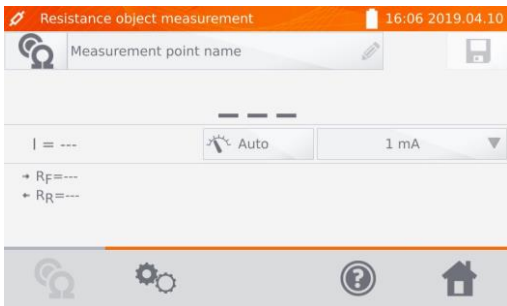 Resistance object measurement 16:06 2019.04.10
Measurement point name
---
I = --- Auto 1 mA
→ RF=---
← RR=---